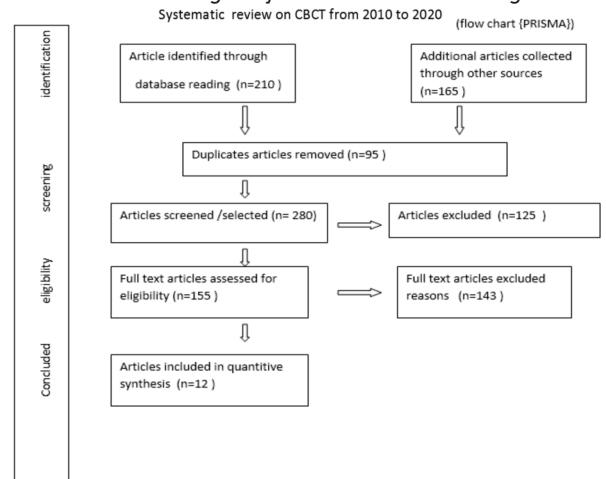 Systematic review on CBCT from 2010 to 2020
(flow chart {PRISMA})
identification
Article identified through
database reading (n=210 )
Additional articles collected
through other sources
(n=165 )
Duplicates articles removed (n=95 )
screening
Articles screened /selected (n= 280)
Articles excluded (n=125 )
eligibility
Full text articles assessed for
eligibility (n=155 )
Full text articles excluded
reasons (n=143 )
Concluded
Articles included in quantitive
synthesis (n=12 )